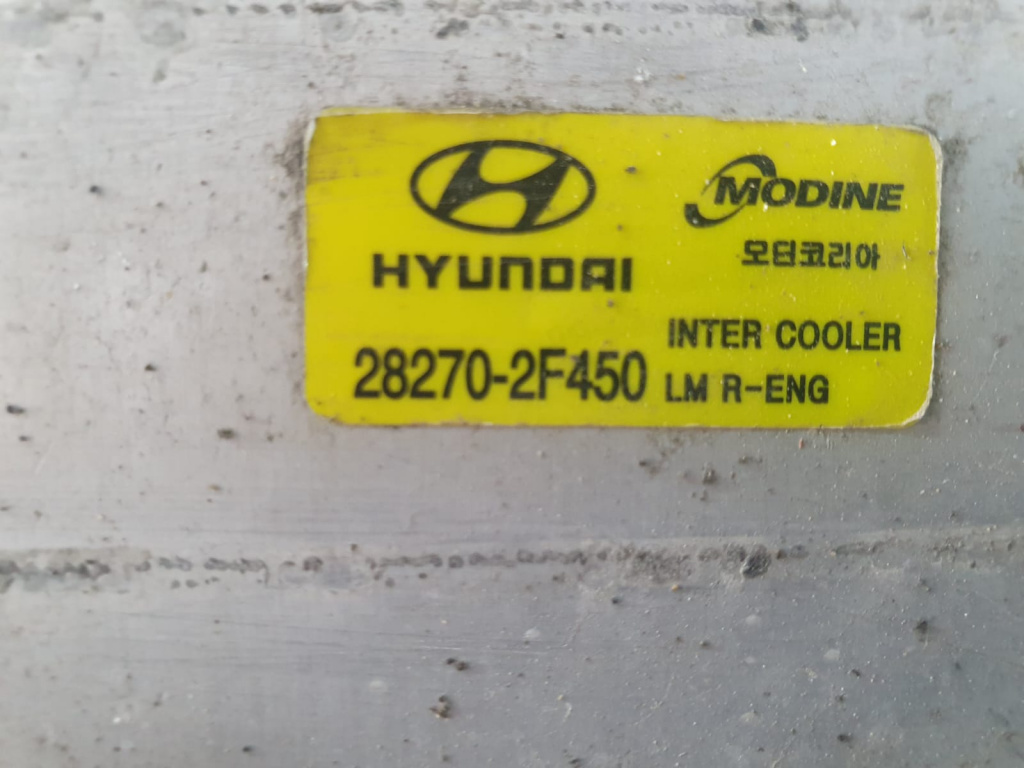 HYUNDAI
28270-2F450
MODINE
모딘코리아
INTER COOLER
LM R-ENG